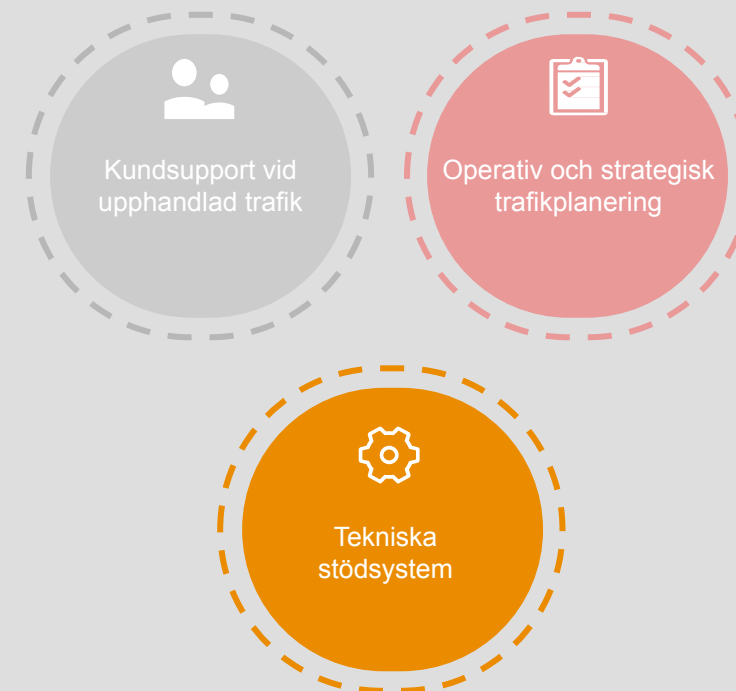 Kundsupport vid
upphandlad trafik
Operativ och strategisk
trafikplanering
Tekniska
stödsystem